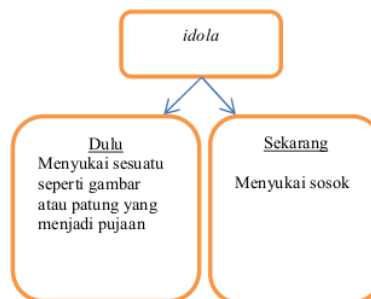 idola
Dulu
Menyukai sesuatu
seperti gambar
atau patung yang
menjadi pujaan
Sekarang
Menyukai sosok